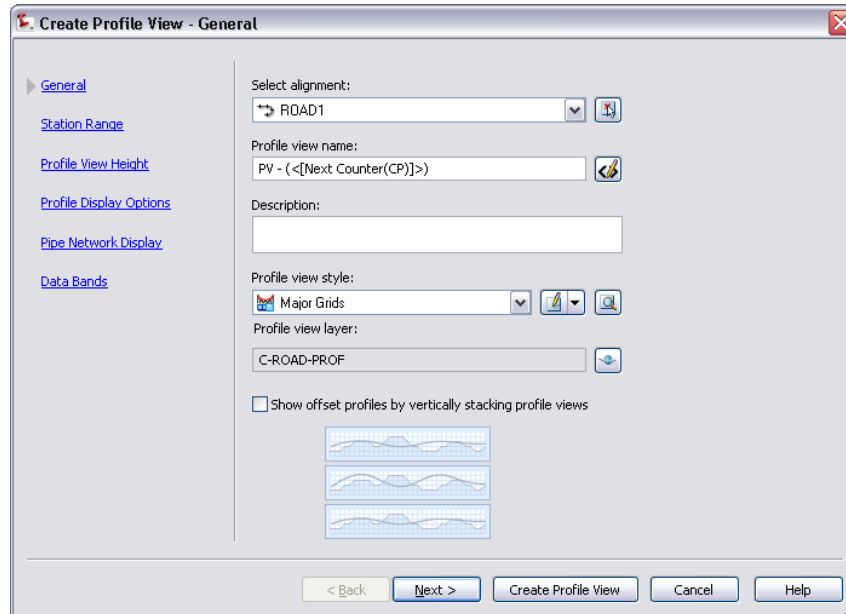 Create Profile View - General
General
Station Range
Profile View Height
Profile Display Options
Pipe Network Display
Data Bands
Select alignment:
ROAD1
Profile view name:
PV - (<[Next Counter(CP)]>)
Description:
Profile view style:
Major Grids
Profile view layer:
C-ROAD-PROF
Show offset profiles by vertically stacking profile views
< Back Next > Create Profile View Cancel Help